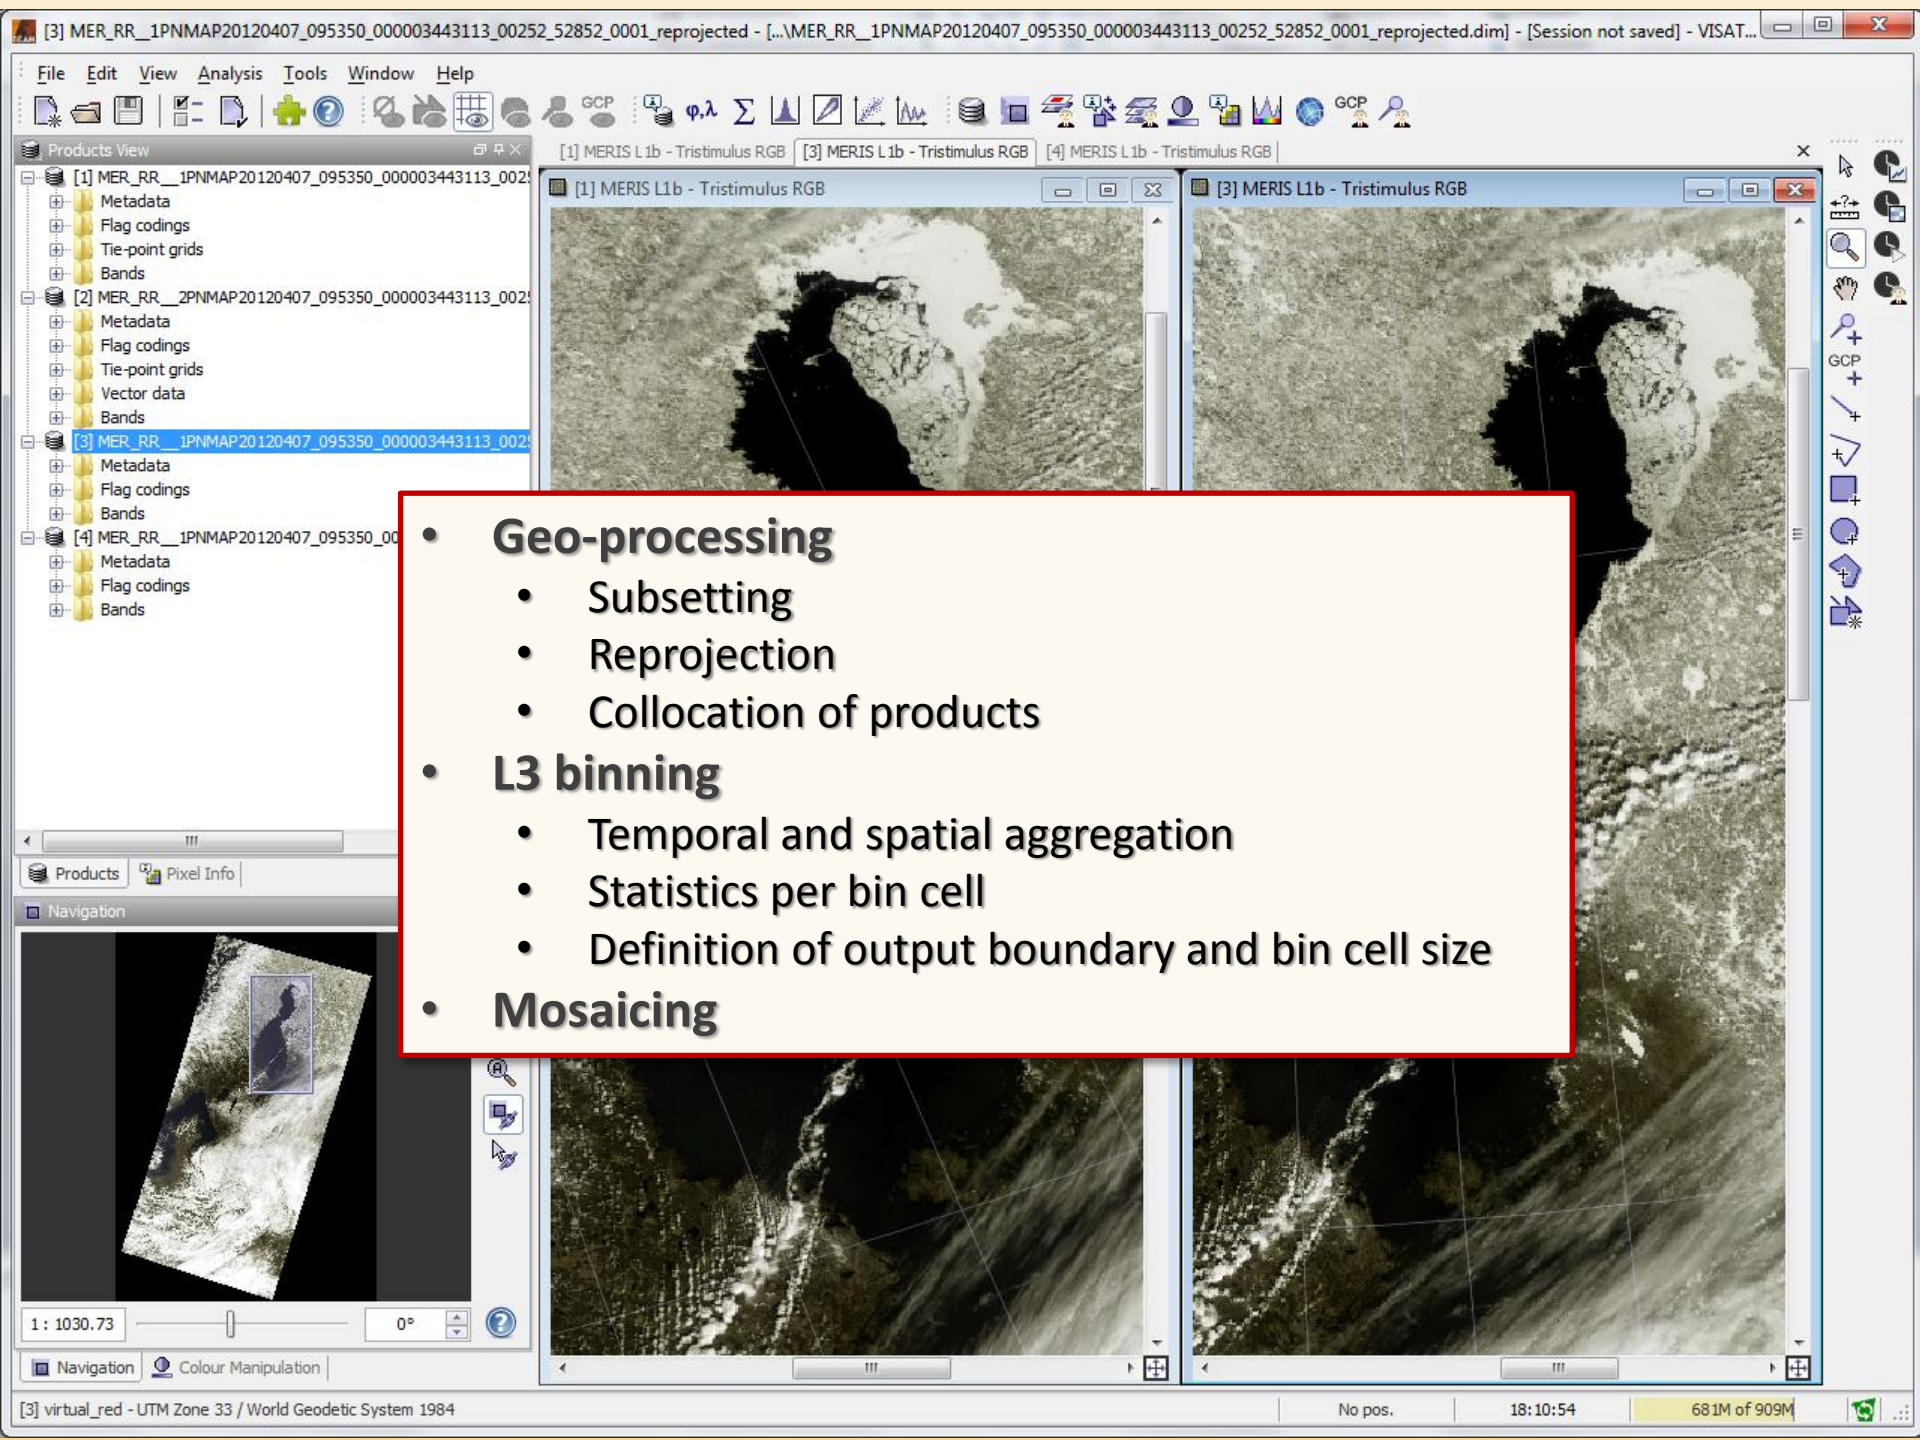 [3] MER_RR__1PNMAP20120407_095350_000003443113_00252_52852_0001_reprojected - [...\MER_RR__1PNMAP20120407_095350_000003443113_00252_52852_0001_reprojected.dim] - [Session not saved] - VISAT...
File Edit View Analysis Tools Window Help
GCP φ,λ Σ GCP
Products View
[1] MERIS L1b - Tristimulus RGB [3] MERIS L1b - Tristimulus RGB [4] MERIS L1b - Tristimulus RGB
[1] MER_RR__1PNMAP20120407_095350_000003443113_002
Metadata
Flag codings
Tie-point grids
Bands
[2] MER_RR__2PNMAP20120407_095350_000003443113_002
Metadata
Flag codings
Tie-point grids
Vector data
Bands
[3] MER_RR__1PNMAP20120407_095350_000003443113_002
Metadata
Flag codings
Bands
[4] MER_RR__1PNMAP20120407_095350_00
Metadata
Flag codings
Bands
Products Pixel Info
Navigation
1 : 1030.73 0°
Navigation Colour Manipulation
[1] MERIS L1b - Tristimulus RGB
[3] MERIS L1b - Tristimulus RGB
GCP
• Geo-processing
• Subsetting
• Reprojection
• Collocation of products
• L3 binning
• Temporal and spatial aggregation
• Statistics per bin cell
• Definition of output boundary and bin cell size
• Mosaicing
[3] virtual_red - UTM Zone 33 / World Geodetic System 1984
No pos. 18:10:54 681M of 909M